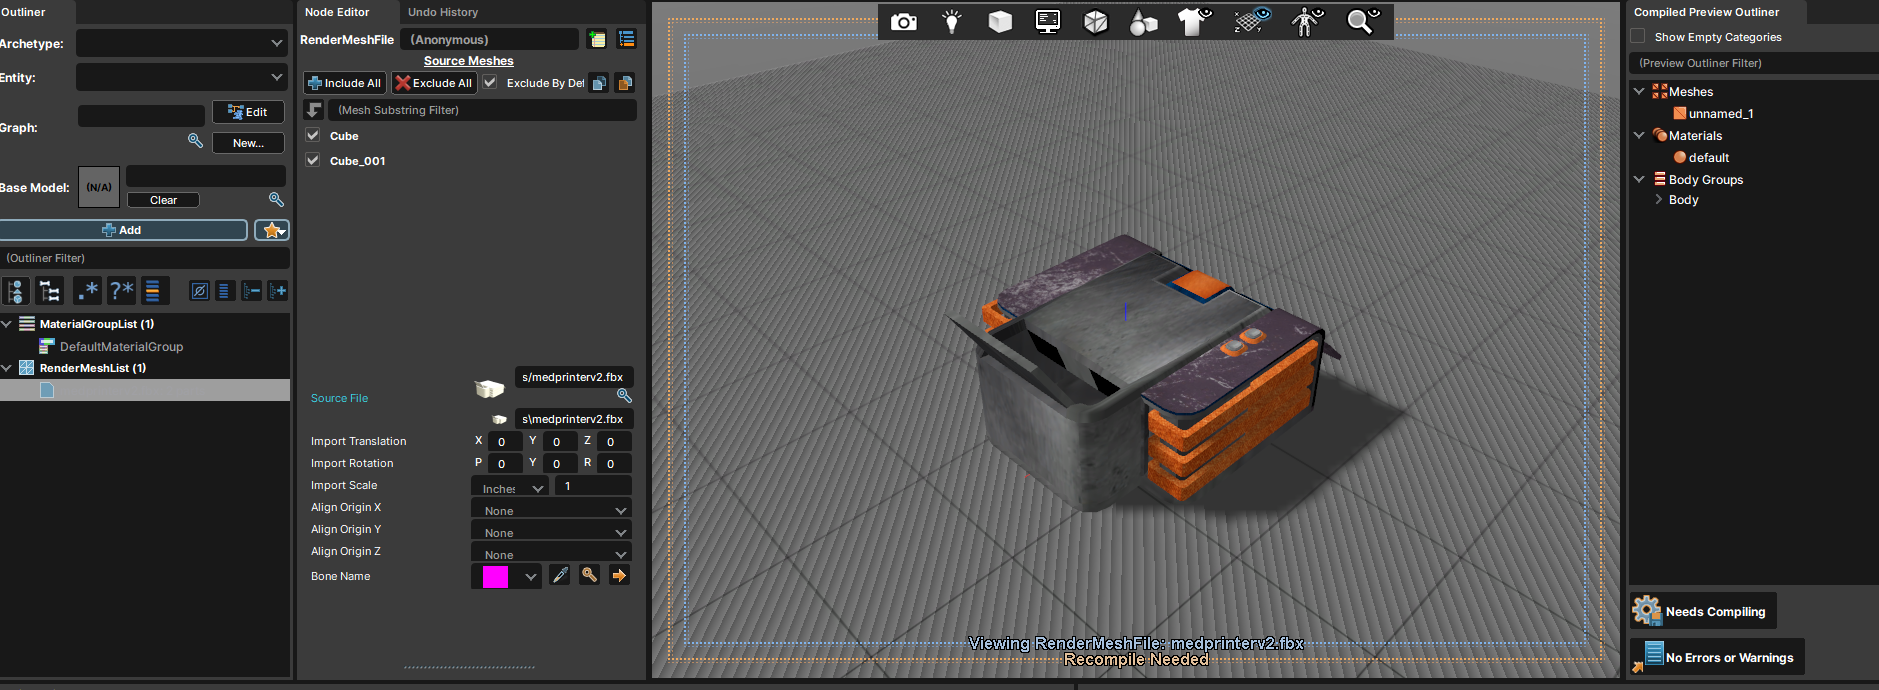 Outliner
Archetype:
Entity:
Graph:
Edit
New...
Base Model:
(N/A)
Clear
Add
(Outliner Filter)
.*
?*
MaterialGroupList (1)
DefaultMaterialGroup
RenderMeshList (1)
Node Editor
Undo History
RenderMeshFile
(Anonymous)
Source Meshes
Include All
Exclude All
Exclude By Def
(Mesh Substring Filter)
Cube
Cube_001
Source File
s/medprinterv2.fbx
s\medprinterv2.fbx
Import Translation X 0 Y 0 Z 0
Import Rotation P 0 Y 0 R 0
Import Scale Inches 1
Align Origin X None
Align Origin Y None
Align Origin Z None
Bone Name
Viewing RenderMeshFile: medprinterv2.fbx
Recompile Needed
Compiled Preview Outliner
Show Empty Categories
(Preview Outliner Filter)
Meshes
unnamed_1
Materials
default
Body Groups
Body
Needs Compiling
No Errors or Warnings